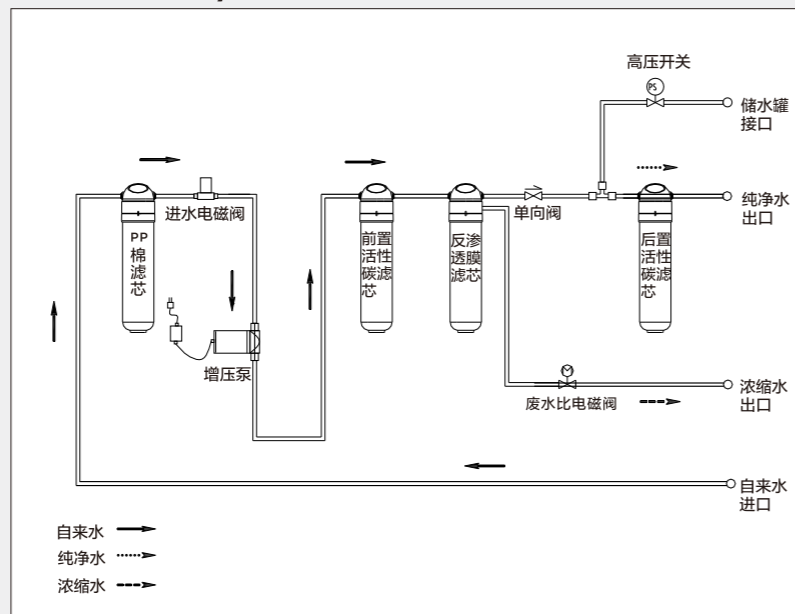 高压开关
PS
储水罐
接口
进水电磁阀
单向阀
纯净水
出口
PP
棉
滤
芯
前置
活性
碳滤
芯
反渗
透膜
滤芯
后置
活性
碳滤
芯
增压泵
M
废水比电磁阀
浓缩水
出口
自来水
进口
自来水
纯净水
浓缩水